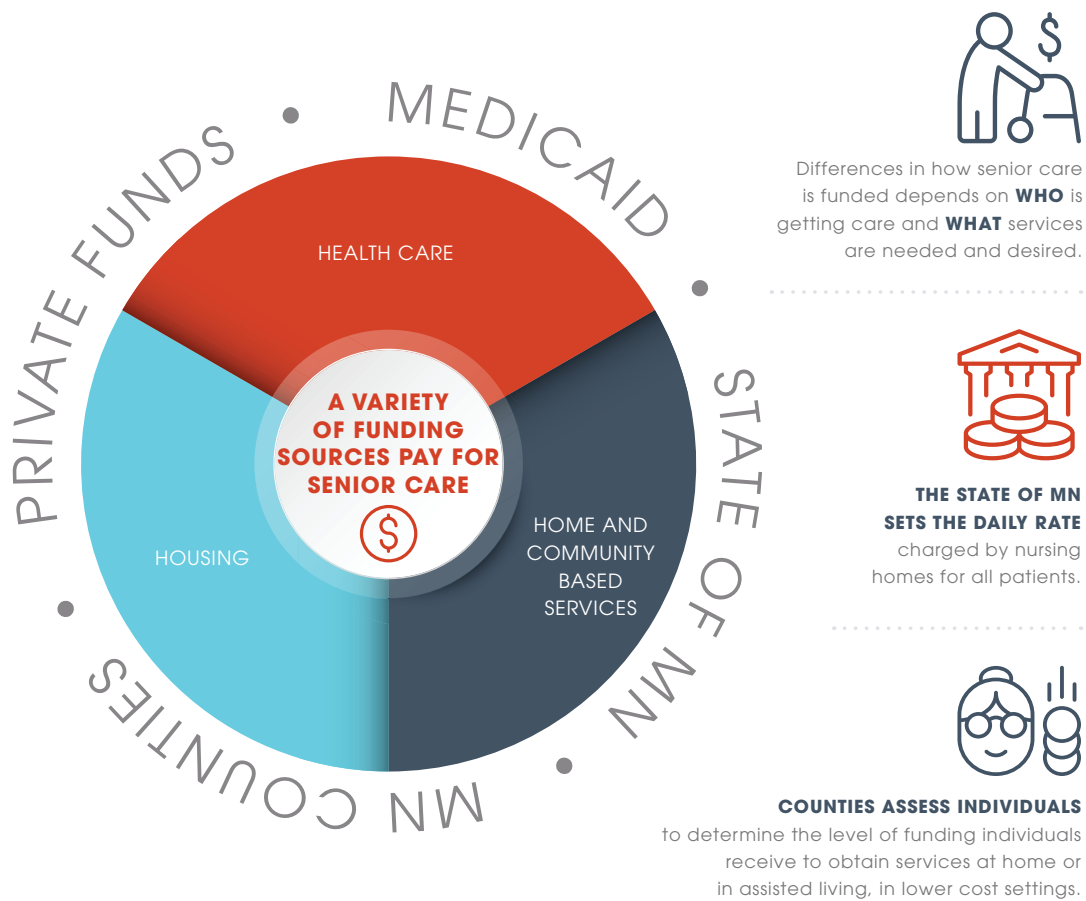 PRIVATE FUNDS • MEDICAID • STATE OF MN • MN COUNTIES •
HEALTH CARE
A VARIETY
OF FUNDING
SOURCES PAY FOR
SENIOR CARE
$
HOUSING
HOME AND
COMMUNITY
BASED
SERVICES
$
Differences in how senior care
is funded depends on WHO is
getting care and WHAT services
are needed and desired.
THE STATE OF MN
SETS THE DAILY RATE
charged by nursing
homes for all patients.
COUNTIES ASSESS INDIVIDUALS
to determine the level of funding individuals
receive to obtain services at home or
in assisted living, in lower cost settings.